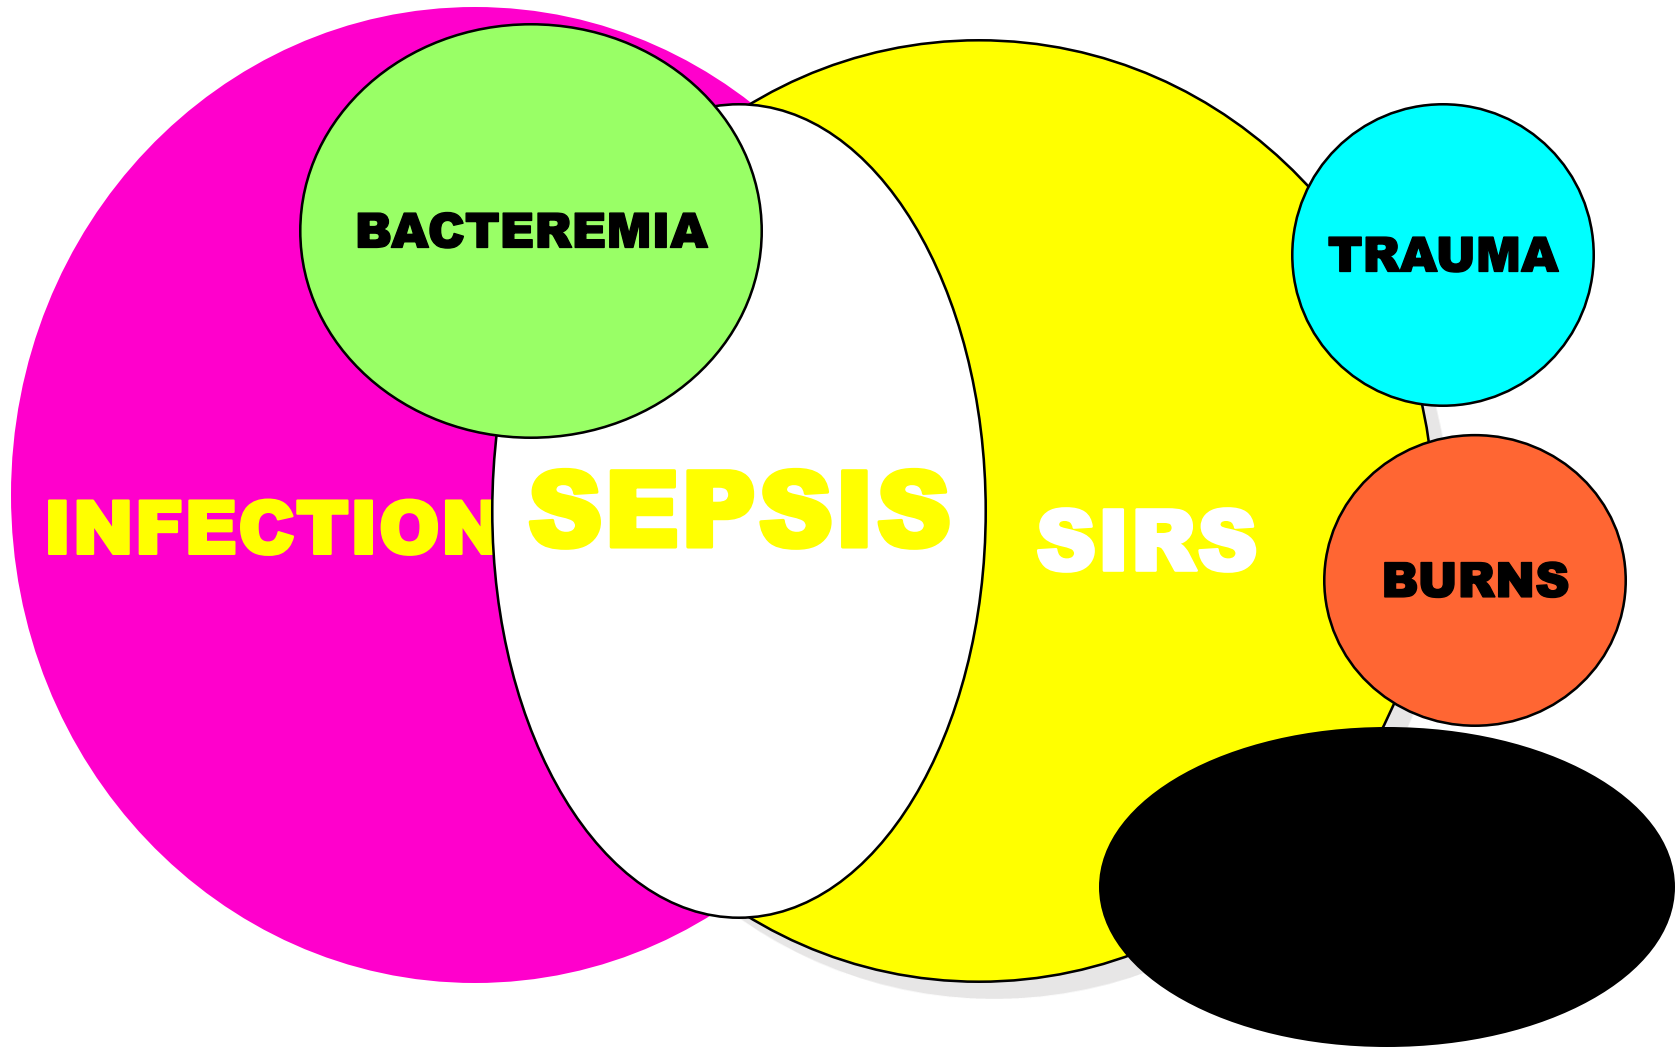 BACTEREMIA
TRAUMA
INFECTION
SEPSIS
SIRS
BURNS